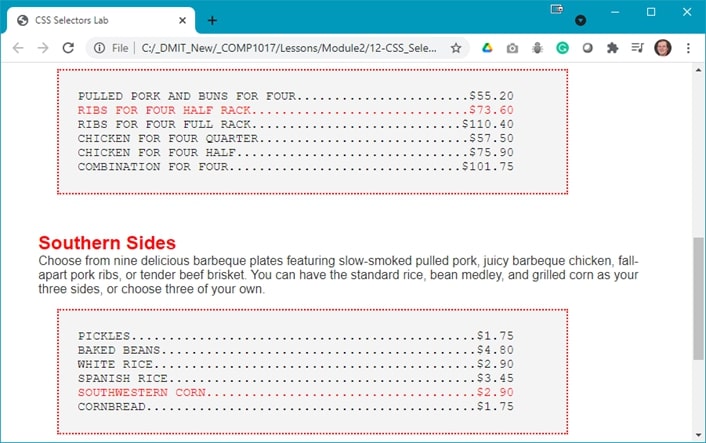 CSS Selectors Lab
File | C:/_DMIT_New/_COMP1017/Lessons/Module2/12-CSS_Sele...
PULLED PORK AND BUNS FOR FOUR.......................$55.20
RIBS FOR FOUR HALF RACK.............................$73.60
RIBS FOR FOUR FULL RACK............................$110.40
CHICKEN FOR FOUR QUARTER............................$57.50
CHICKEN FOR FOUR HALF...............................$75.90
COMBINATION FOR FOUR...............................$101.75
Southern Sides
Choose from nine delicious barbeque plates featuring slow-smoked pulled pork, juicy barbeque chicken, fall-
apart pork ribs, or tender beef brisket. You can have the standard rice, bean medley, and grilled corn as your
three sides, or choose three of your own.
PICKLES..............................................$1.75
BAKED BEANS..........................................$4.80
WHITE RICE...........................................$2.90
SPANISH RICE.........................................$3.45
SOUTHWESTERN CORN....................................$2.90
CORNBREAD............................................$1.75